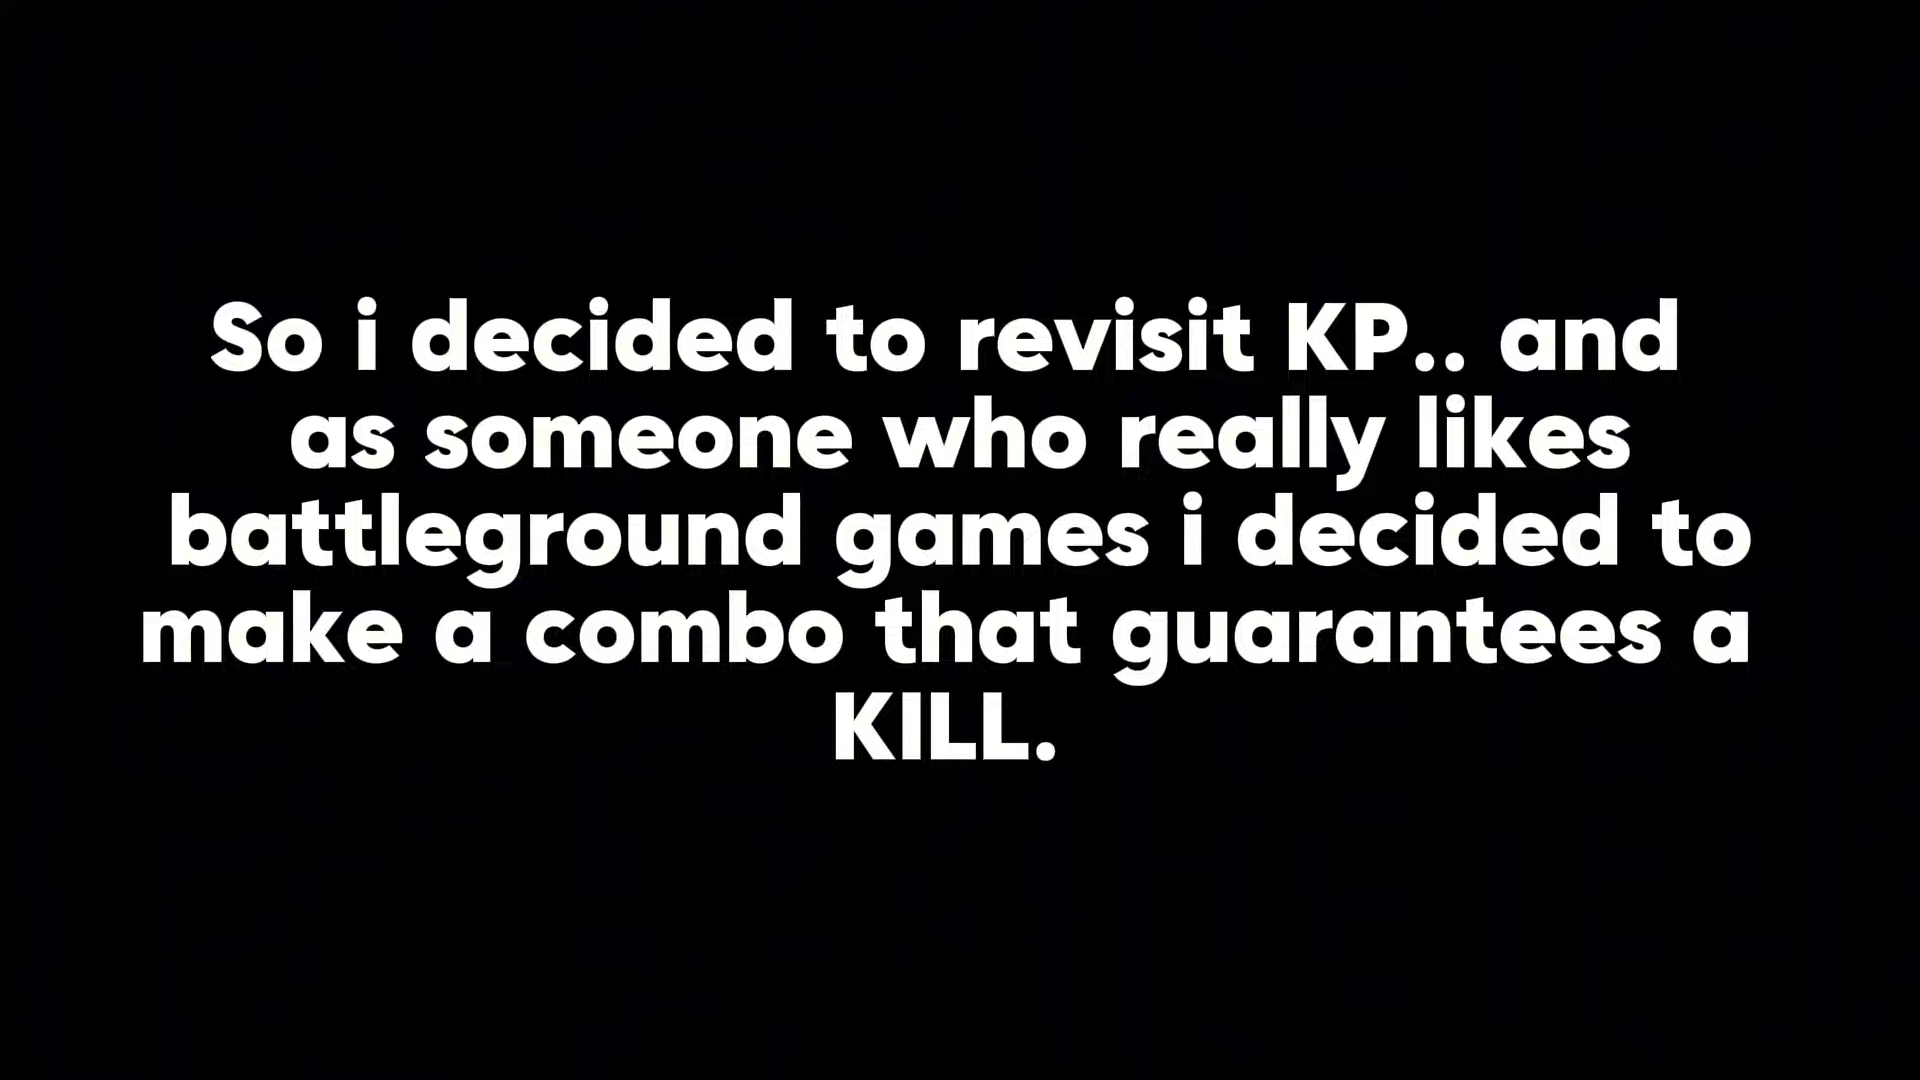 So i decided to revisit KP.. and
as someone who really likes
battleground games i decided to
make a combo that guarantees a
KILL.